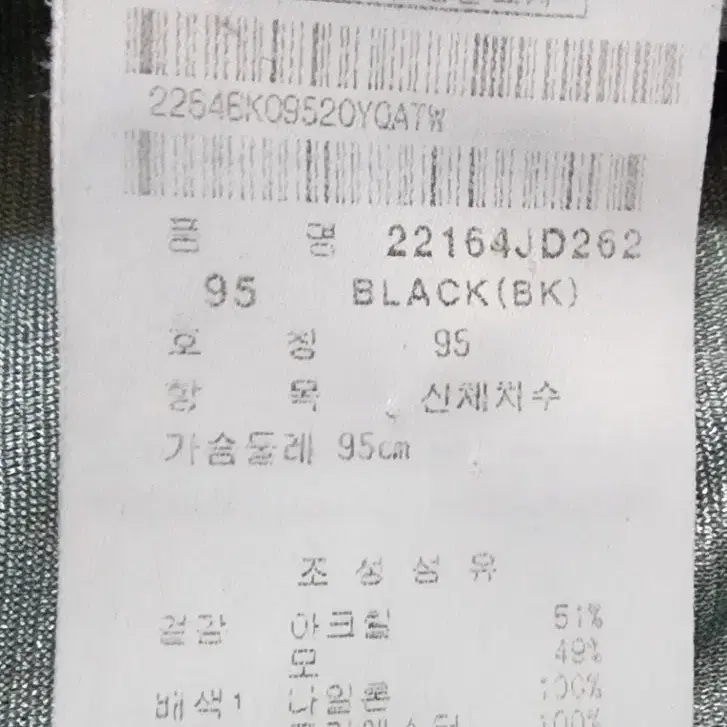 22646K09520YQATW
품 명 22164JD262
95 BLACK(BK)
호 칭 95
항 목 신체치수
가슴둘레 95cm
조 성 섬 유
겉감 아크릴 51%
모 49%
배색1 나일론 100%
100%